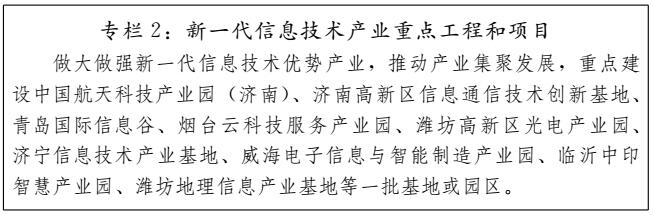 专栏 2：新一代信息技术产业重点工程和项目
做大做强新一代信息技术优势产业，推动产业集聚发展，重点建
设中国航天科技产业园（济南）、济南高新区信息通信技术创新基地、
青岛国际信息谷、烟台云科技服务产业园、潍坊高新区光电产业园、
济宁信息技术产业基地、威海电子信息与智能制造产业园、临沂中印
智慧产业园、潍坊地理信息产业基地等一批基地或园区。